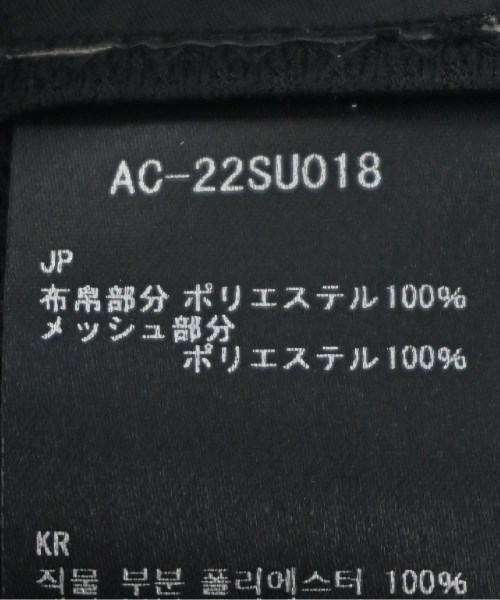 AC-22SU018
JP
布帛部分 ポリエステル100%
メッシュ部分
ポリエステル100%
KR
직물 부분 폴리에스터 100%